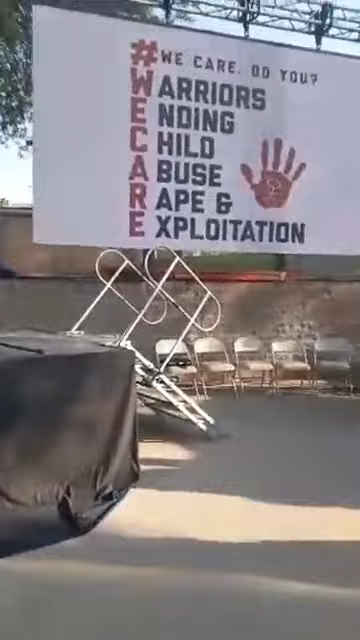 #WE CARE. DO YOU?
WARRIORS
ENDING
CHILD
ABUSE
RAPE &
EXPLOITATION